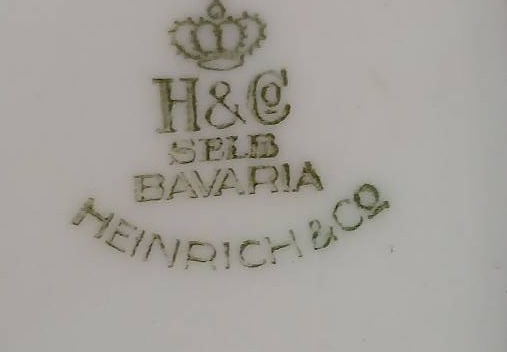 H & Co
SELB
BAVARIA
HEINRICH & Co